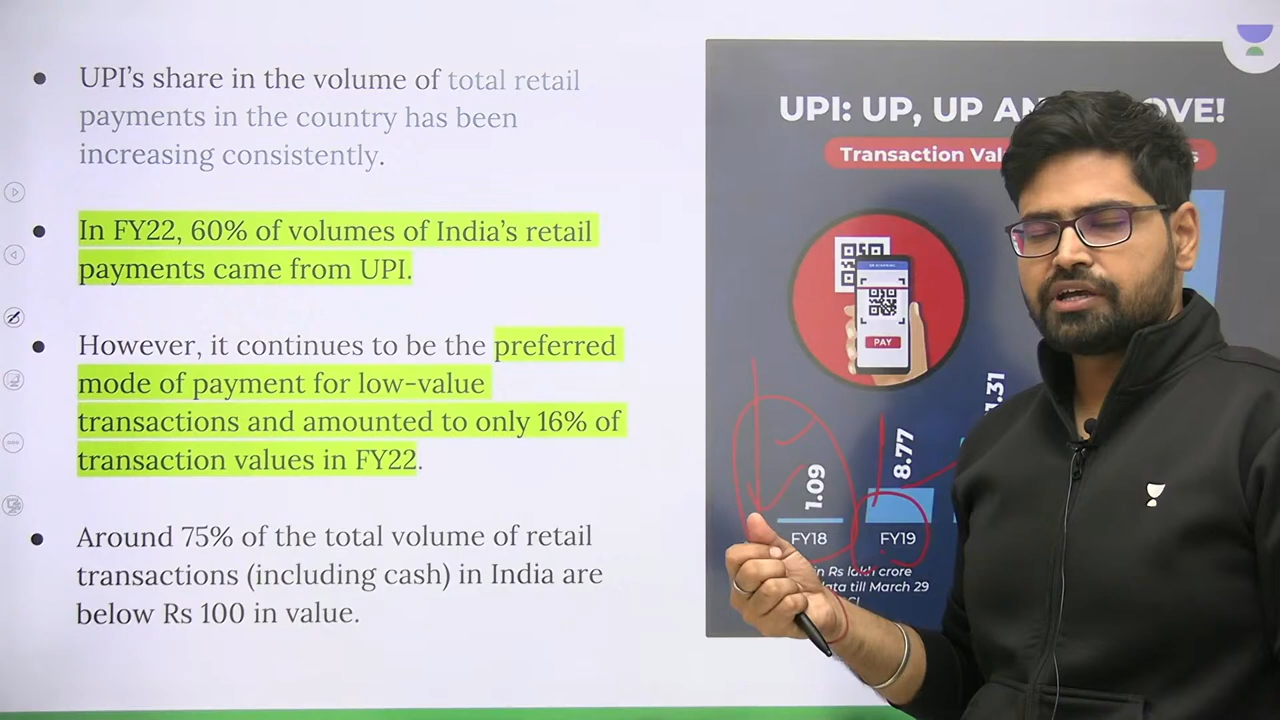 UPI’s share in the volume of total retail
payments in the country has been
increasing consistently.
In FY22, 60% of volumes of India’s retail
payments came from UPI.
However, it continues to be the preferred
mode of payment for low-value
transactions and amounted to only 16% of
transaction values in FY22.
Around 75% of the total volume of retail
transactions (including cash) in India are
below Rs 100 in value.
UPI: UP, UP
Transaction
PAY
1.09
8.77
FY18
FY19
in Rs lakh crore
till March 29